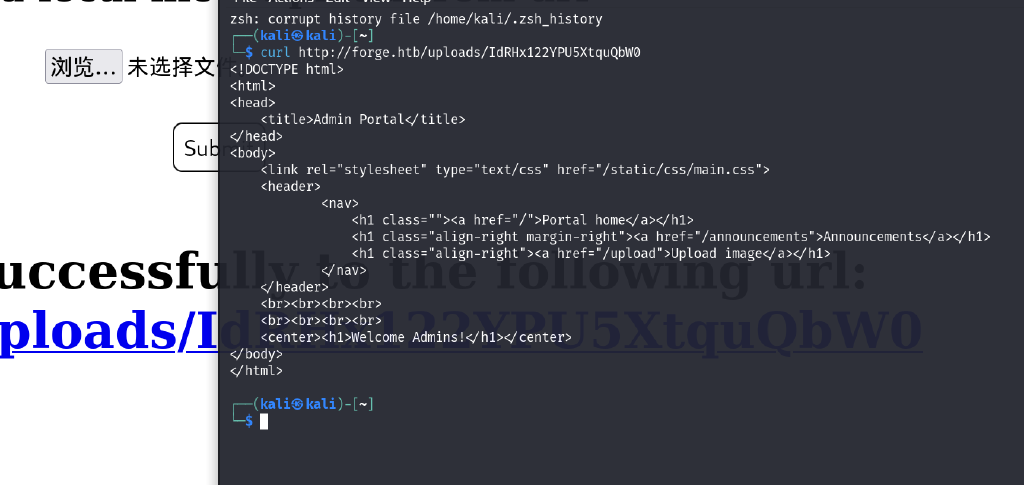 zsh: corrupt history file /home/kali/.zsh_history
┌──(kali㉿kali)-[~]
└─$ curl http://forge.htb/uploads/IdRHx122YPU5XtquQbW0
<!DOCTYPE html>
<html>
<head>
    <title>Admin Portal</title>
</head>
<body>
    <link rel="stylesheet" type="text/css" href="/static/css/main.css">
    <header>
            <nav>
                <h1 class=""><a href="/">Portal home</a></h1>
                <h1 class="align-right margin-right"><a href="/announcements">Announcements</a></h1>
                <h1 class="align-right"><a href="/upload">Upload image</a></h1>
            </nav>
    </header>
    <br><br><br><br>
    <br><br><br><br>
    <center><h1>Welcome Admins!</h1></center>
</body>
</html>
┌──(kali㉿kali)-[~]
└─$
浏览... 未选择文件
Sub
uccessfully to the following url:
ploads/IdRHx122YPU5XtquQbW0